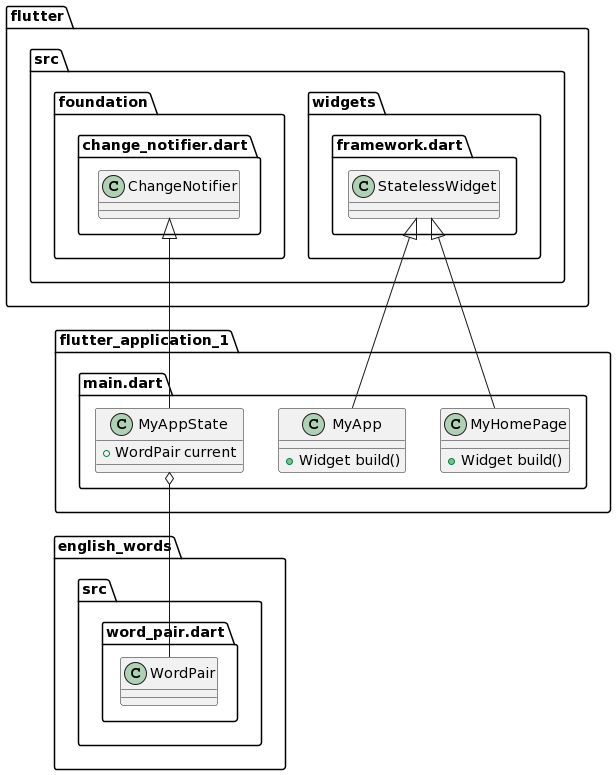 flutter
src
foundation
widgets
change_notifier.dart
framework.dart
C ChangeNotifier
C StatelessWidget
flutter_application_1
main.dart
C MyAppState
C MyApp
C MyHomePage
WordPair current
Widget build()
Widget build()
english_words
src
word_pair.dart
C WordPair